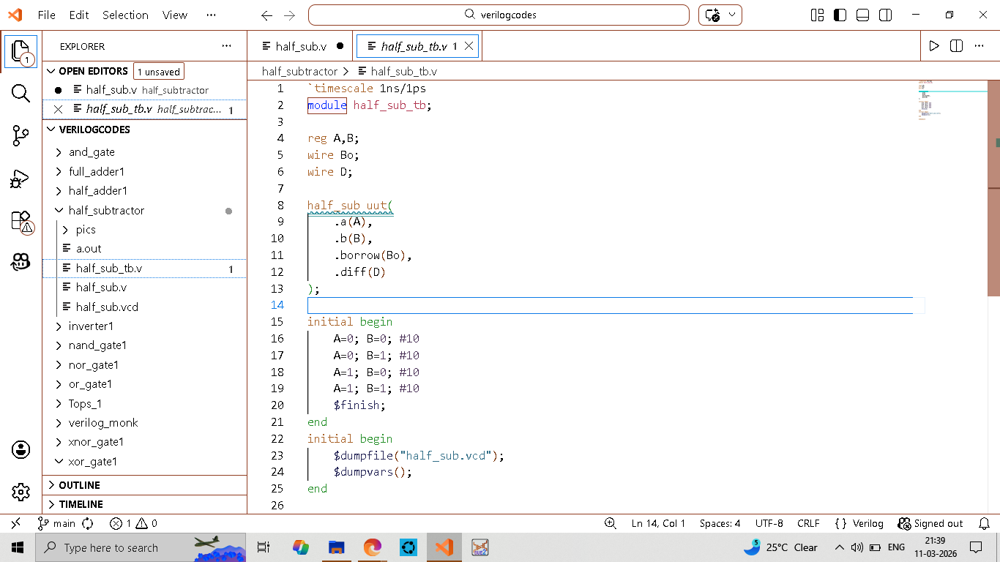 File Edit Selection View ··· verilogcodes
EXPLORER ···
OPEN EDITORS 1 unsaved
half_sub.v half_subtractor
half_sub_tb.v half_subtrac... 1
VERILOGCODES
and_gate
full_adder1
half_adder1
half_subtractor
pics
a.out
half_sub_tb.v 1
half_sub.v
half_sub.vcd
inverter1
nand_gate1
nor_gate1
or_gate1
Tops_1
verilog_monk
xnor_gate1
xor_gate1
OUTLINE
TIMELINE
1
half_sub.v half_sub_tb.v 1
half_subtractor > half_sub_tb.v
1 `timescale 1ns/1ps
2 module half_sub_tb;
3
4 reg A,B;
5 wire Bo;
6 wire D;
7
8 half_sub uut(
9     .a(A),
10     .b(B),
11     .borrow(Bo),
12     .diff(D)
13 );
14
15 initial begin
16     A=0; B=0; #10
17     A=0; B=1; #10
18     A=1; B=0; #10
19     A=1; B=1; #10
20     $finish;
21 end
22 initial begin
23     $dumpfile("half_sub.vcd");
24     $dumpvars();
25 end
26
main 1 0 Ln 14, Col 1 Spaces: 4 UTF-8 CRLF {} Verilog Signed out
Type here to search 5 25°C Clear ENG 21:39
11-03-2026